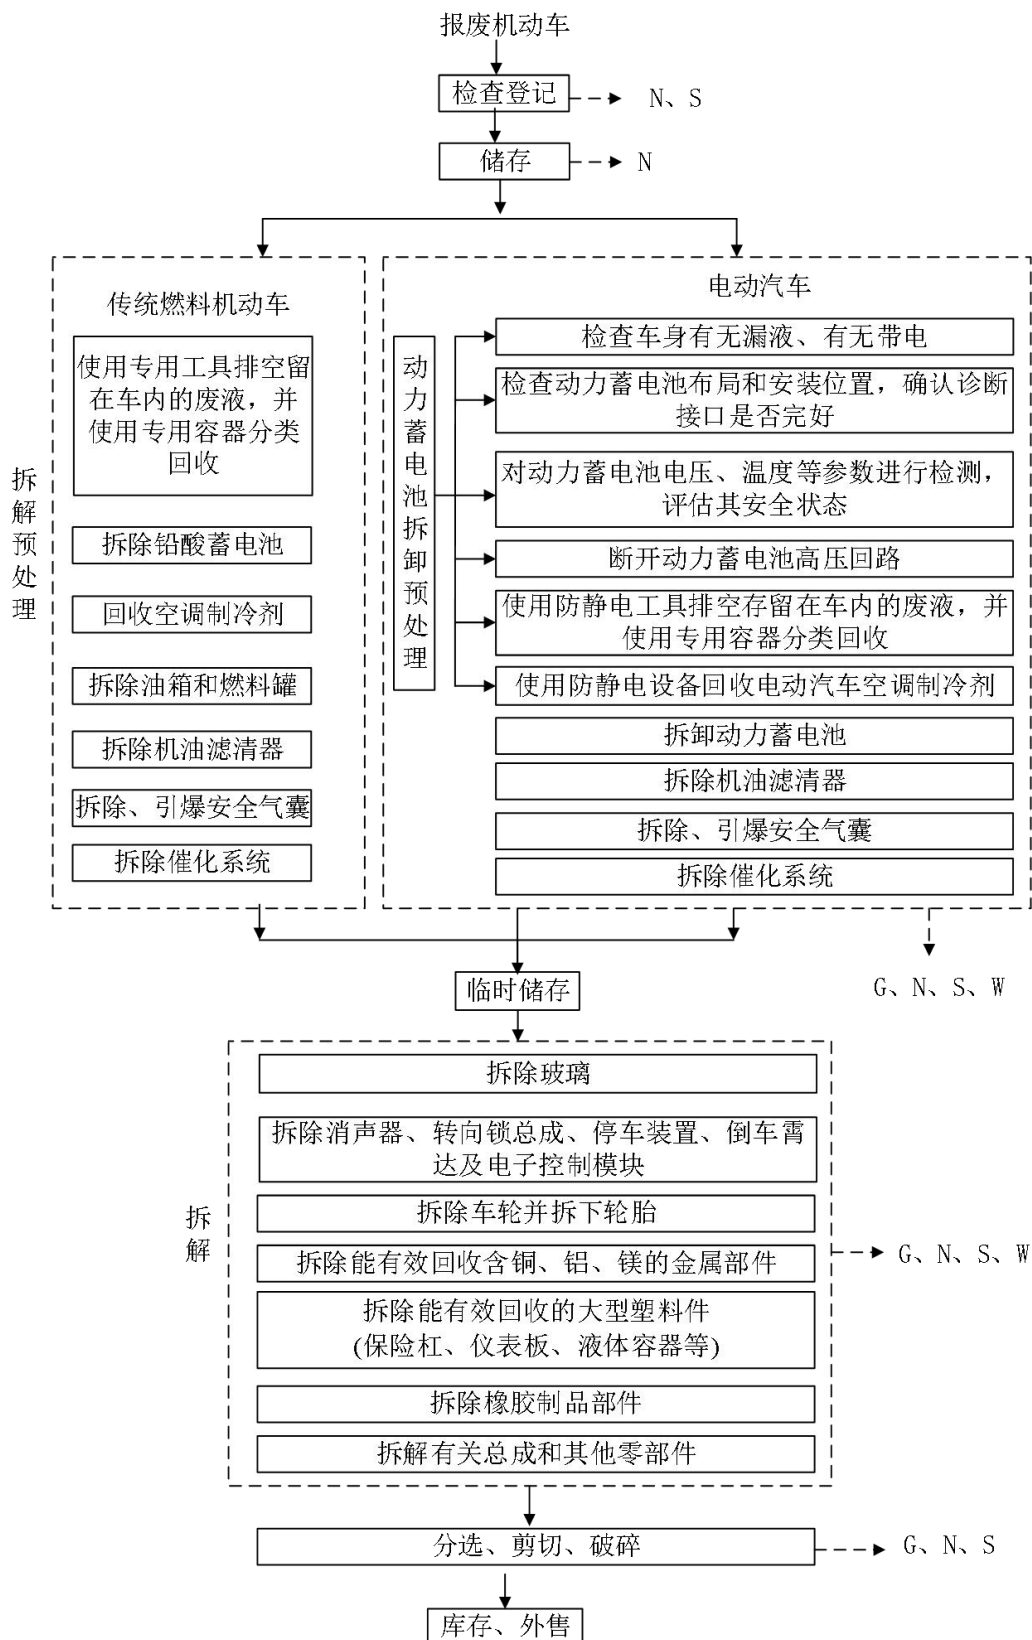 报废机动车
检查登记
N、S
储存
N
拆解预处理
传统燃料机动车
使用专用工具排空留
在车内的废液，并
使用专用容器分类
回收
拆除铅酸蓄电池
回收空调制冷剂
拆除油箱和燃料罐
拆除机油滤清器
拆除、引爆安全气囊
拆除催化系统
电动汽车
动力蓄电池拆卸预处理
检查车身有无漏液、有无带电
检查动力蓄电池布局和安装位置，确认诊断
接口是否完好
对动力蓄电池电压、温度等参数进行检测，
评估其安全状态
断开动力蓄电池高压回路
使用防静电工具排空存留在车内的废液，并
使用专用容器分类回收
使用防静电设备回收电动汽车空调制冷剂
拆卸动力蓄电池
拆除机油滤清器
拆除、引爆安全气囊
拆除催化系统
G、N、S、W
临时储存
拆解
拆除玻璃
拆除消声器、转向锁总成、停车装置、倒车霄
达及电子控制模块
拆除车轮并拆下轮胎
拆除能有效回收含铜、铝、镁的金属部件
拆除能有效回收的大型塑料件
(保险杠、仪表板、液体容器等)
拆除橡胶制品部件
拆解有关总成和其他零部件
G、N、S、W
分选、剪切、破碎
G、N、S
库存、外售